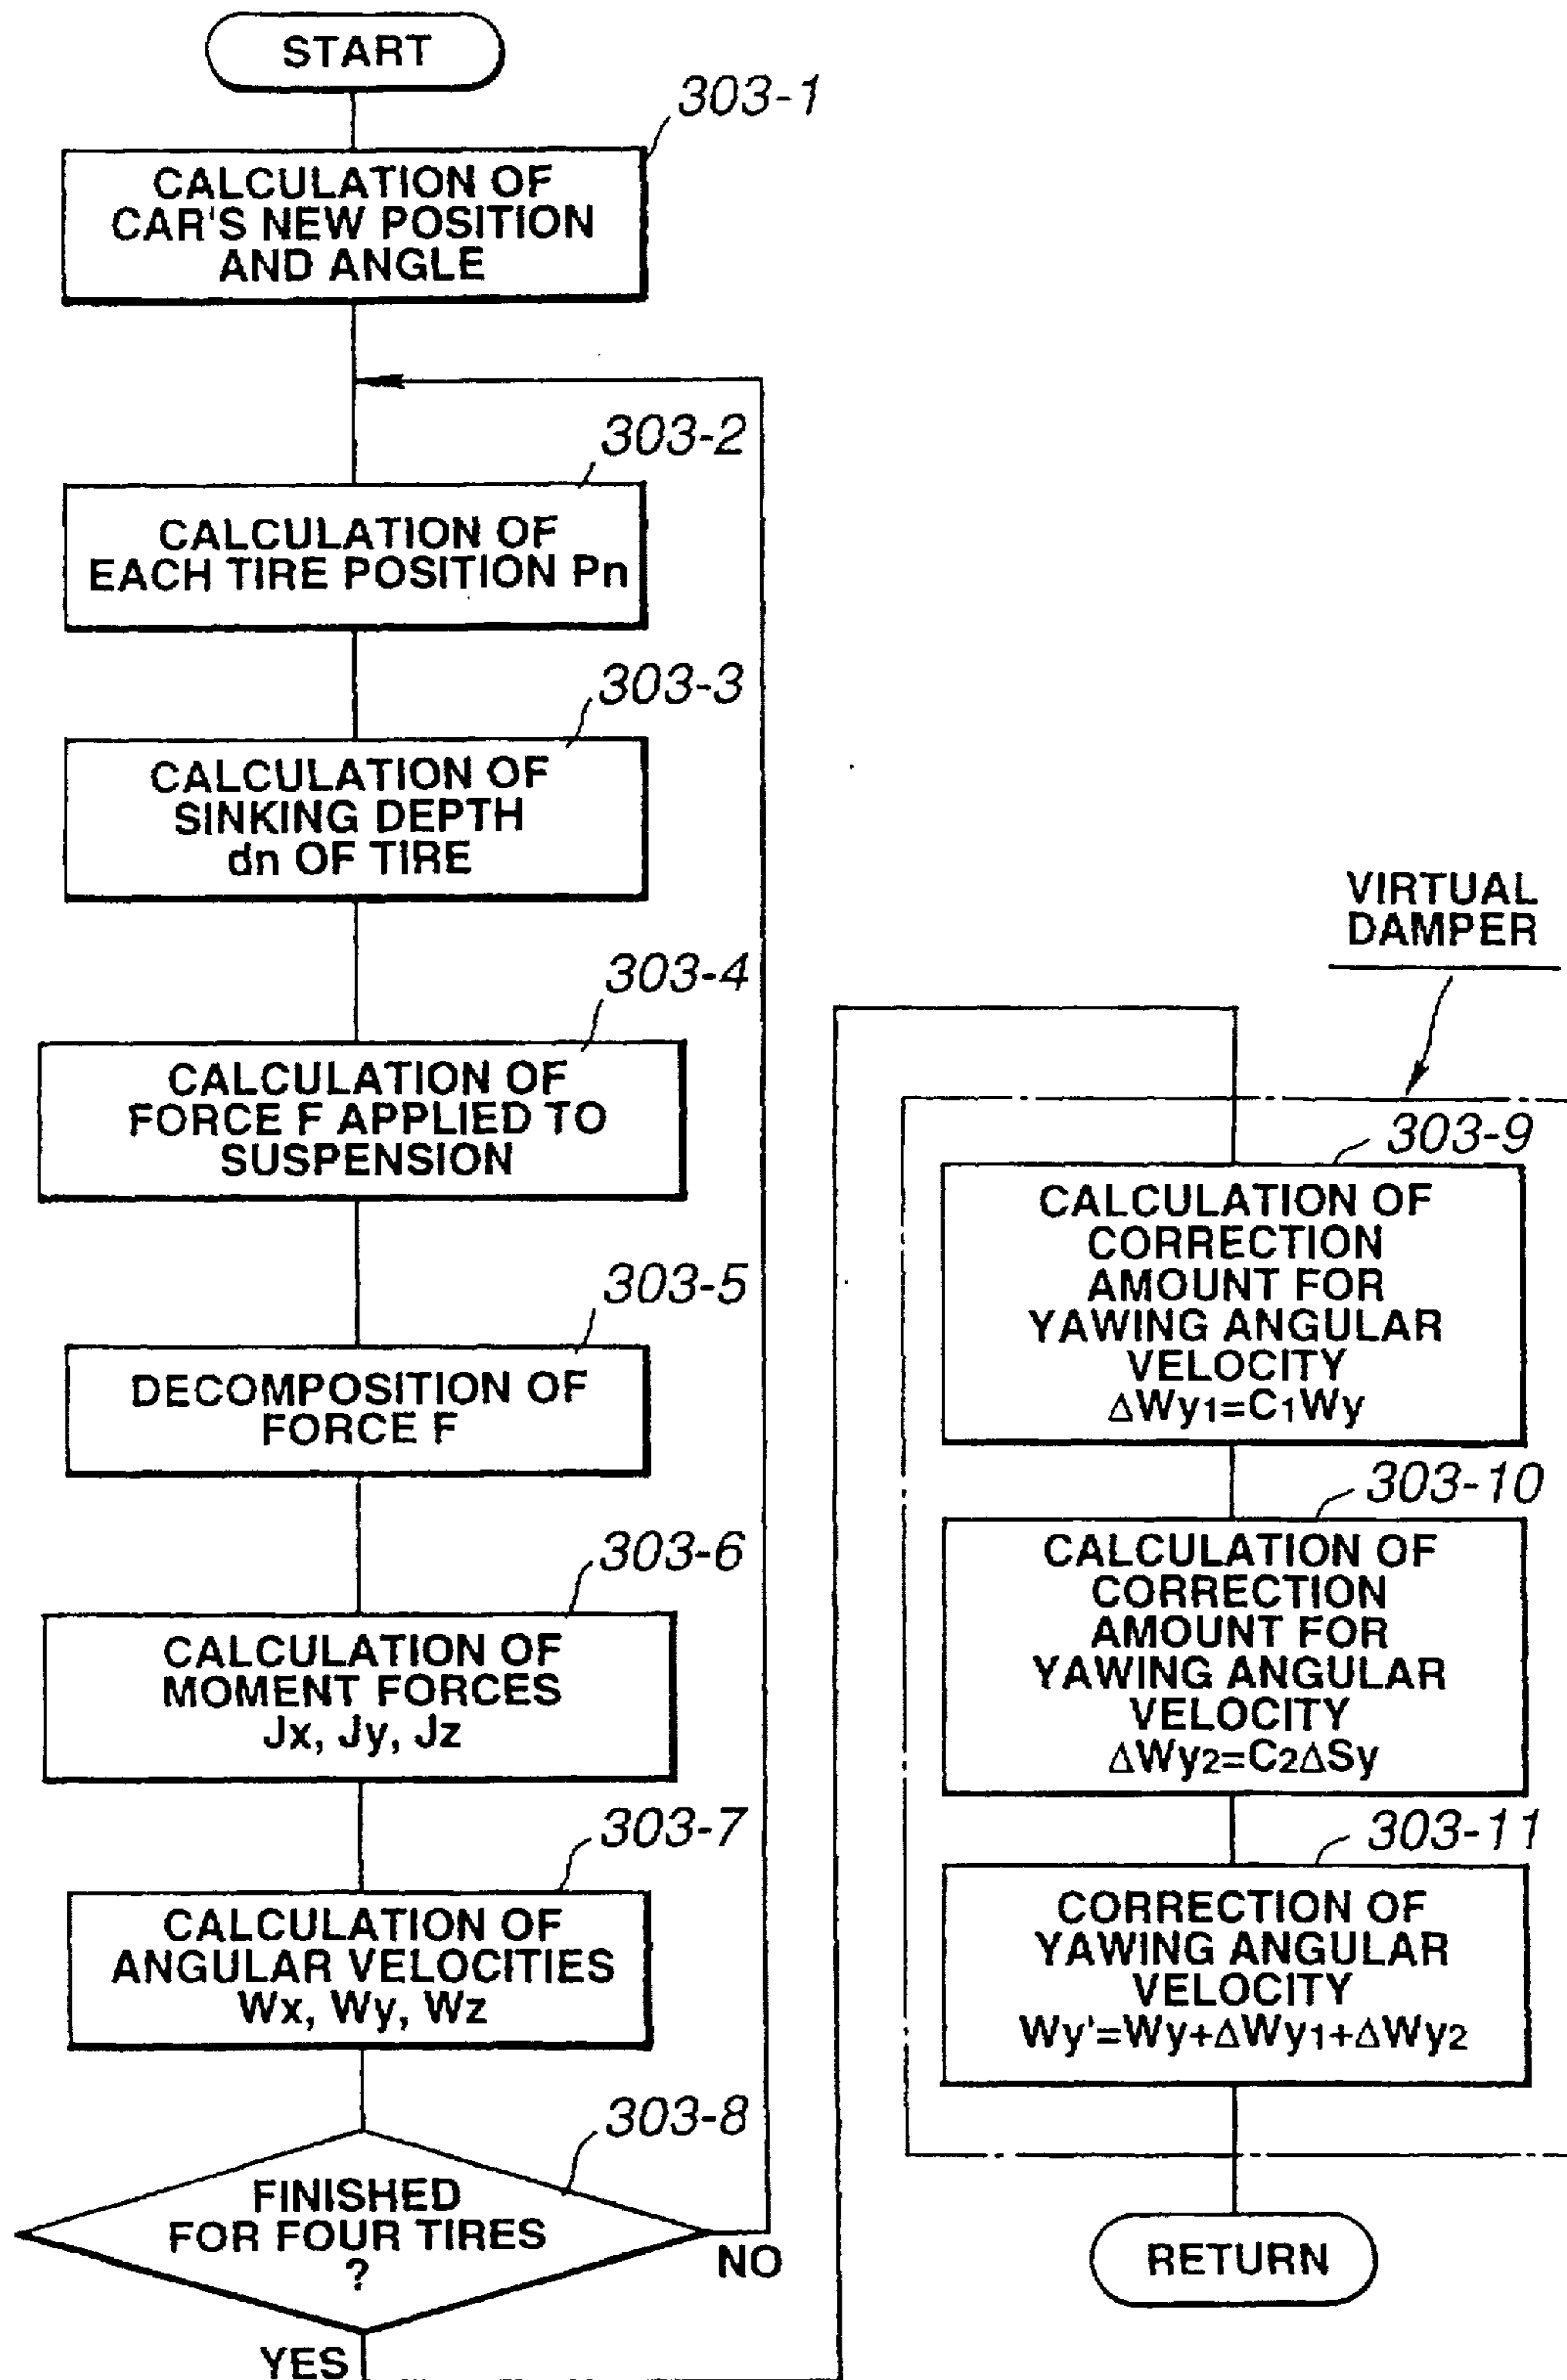 START
303-1
CALCULATION OF
CAR'S NEW POSITION
AND ANGLE
303-2
CALCULATION OF
EACH TIRE POSITION Pn
303-3
CALCULATION OF
SINKING DEPTH
dn OF TIRE
303-4
CALCULATION OF
FORCE F APPLIED TO
SUSPENSION
303-5
DECOMPOSITION OF
FORCE F
303-6
CALCULATION OF
MOMENT FORCES
Jx, Jy, Jz
303-7
CALCULATION OF
ANGULAR VELOCITIES
Wx, Wy, Wz
303-8
FINISHED
FOR FOUR TIRES
?
NO
YES
VIRTUAL
DAMPER
303-9
CALCULATION OF
CORRECTION
AMOUNT FOR
YAWING ANGULAR
VELOCITY
ΔWy1=C1Wy
303-10
CALCULATION OF
CORRECTION
AMOUNT FOR
YAWING ANGULAR
VELOCITY
ΔWy2=C2ΔSy
303-11
CORRECTION OF
YAWING ANGULAR
VELOCITY
Wy'=Wy+ΔWy1+ΔWy2
RETURN